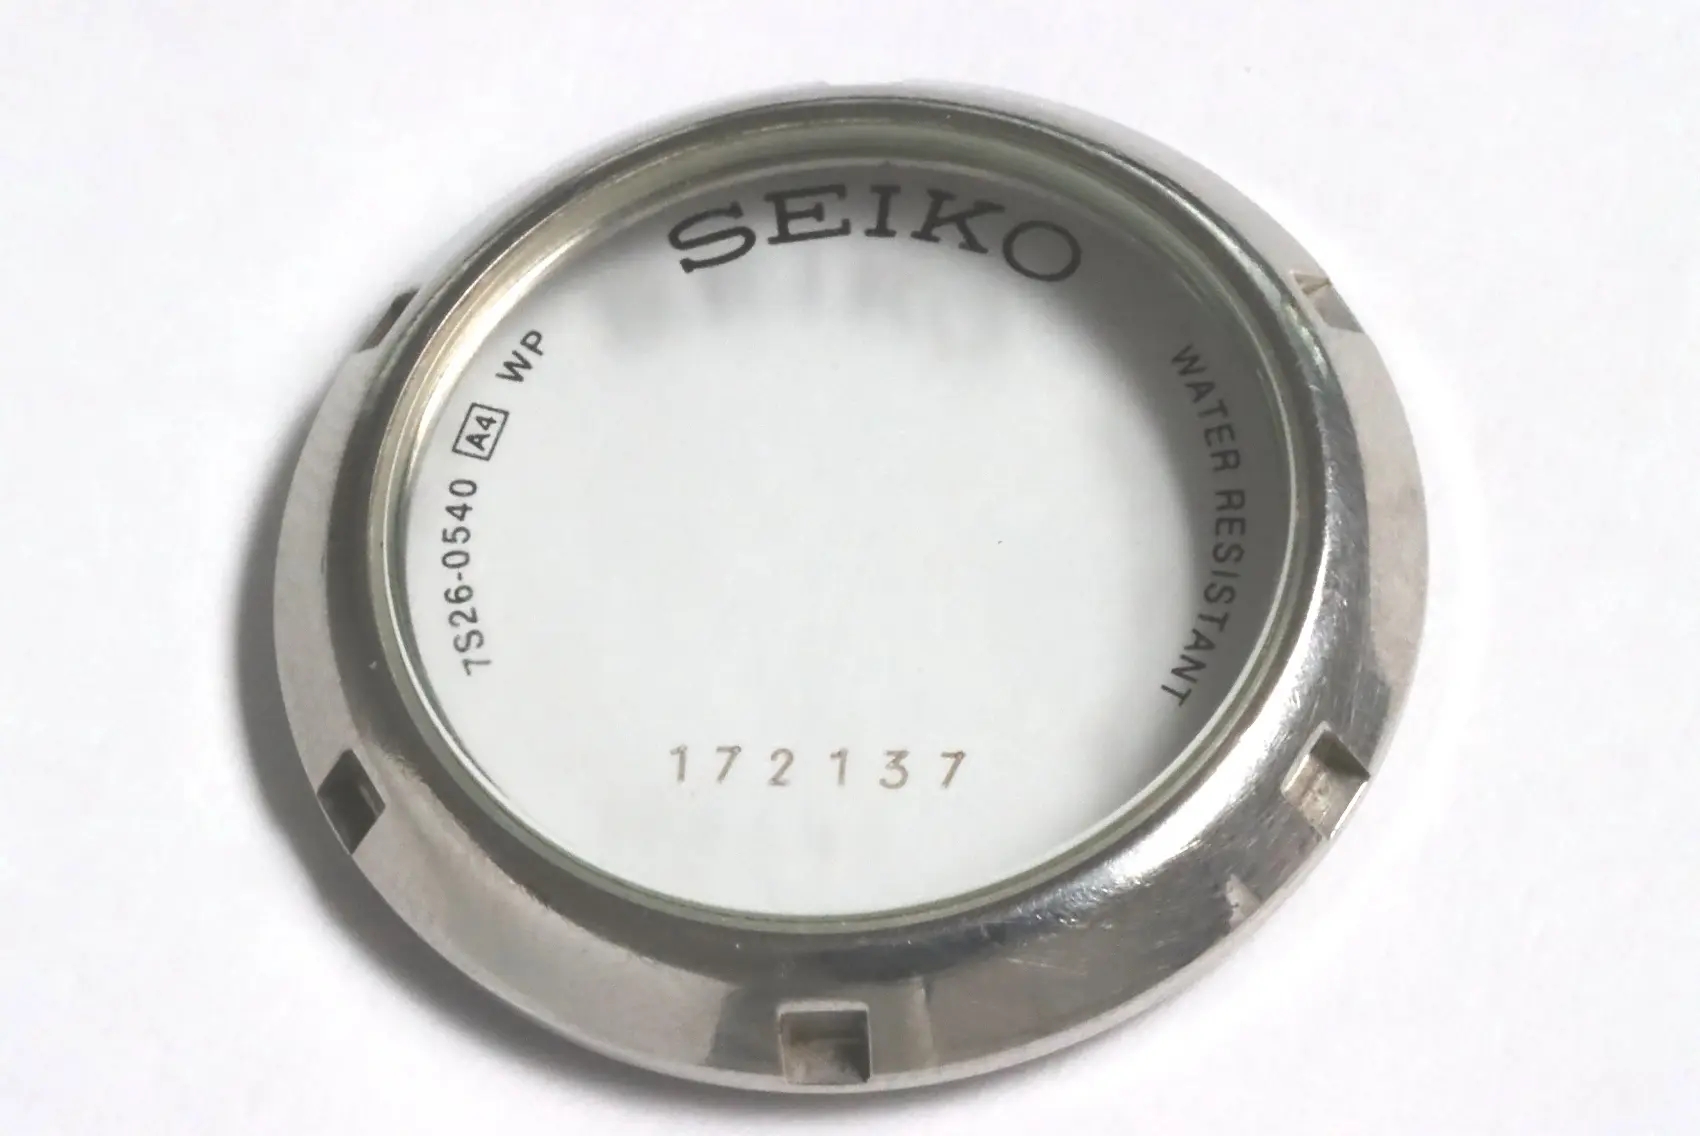 SEIKO
WATER RESISTANT
172137
7S26-0540 A4 WP